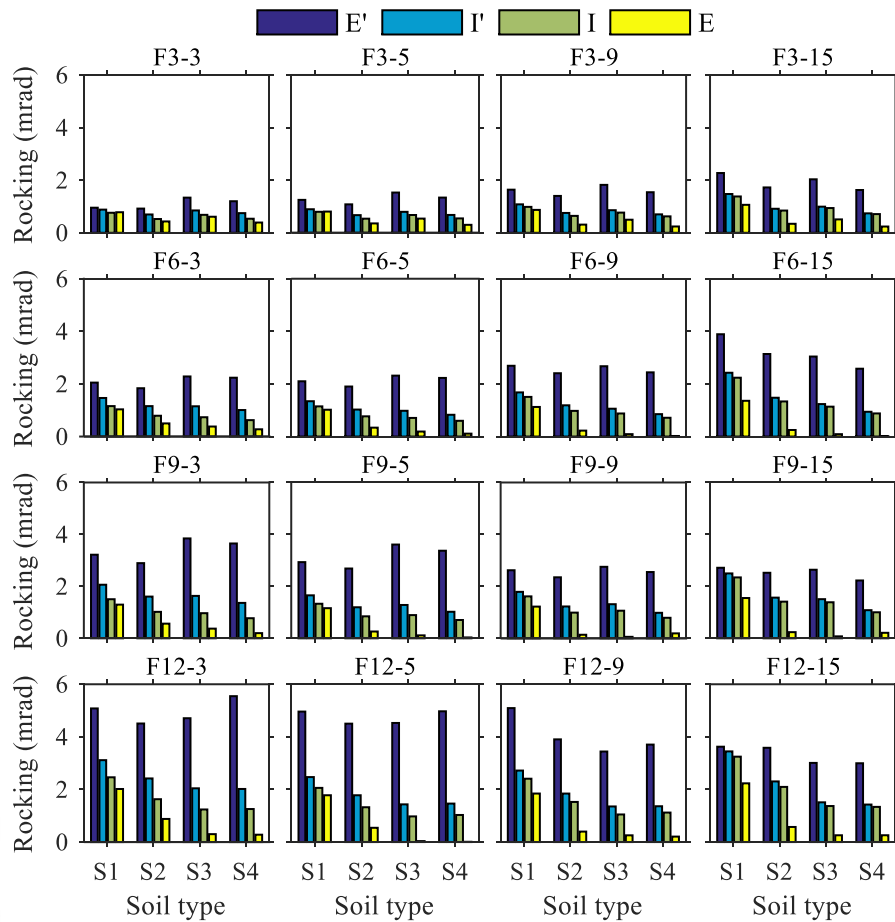 E' I' I E
F3-3 F3-5 F3-9 F3-15
Rocking (mrad)
6
4
2
0
F6-3 F6-5 F6-9 F6-15
Rocking (mrad)
6
4
2
0
F9-3 F9-5 F9-9 F9-15
Rocking (mrad)
6
4
2
0
F12-3 F12-5 F12-9 F12-15
Rocking (mrad)
6
4
2
0
S1 S2 S3 S4 S1 S2 S3 S4 S1 S2 S3 S4 S1 S2 S3 S4
Soil type Soil type Soil type Soil type